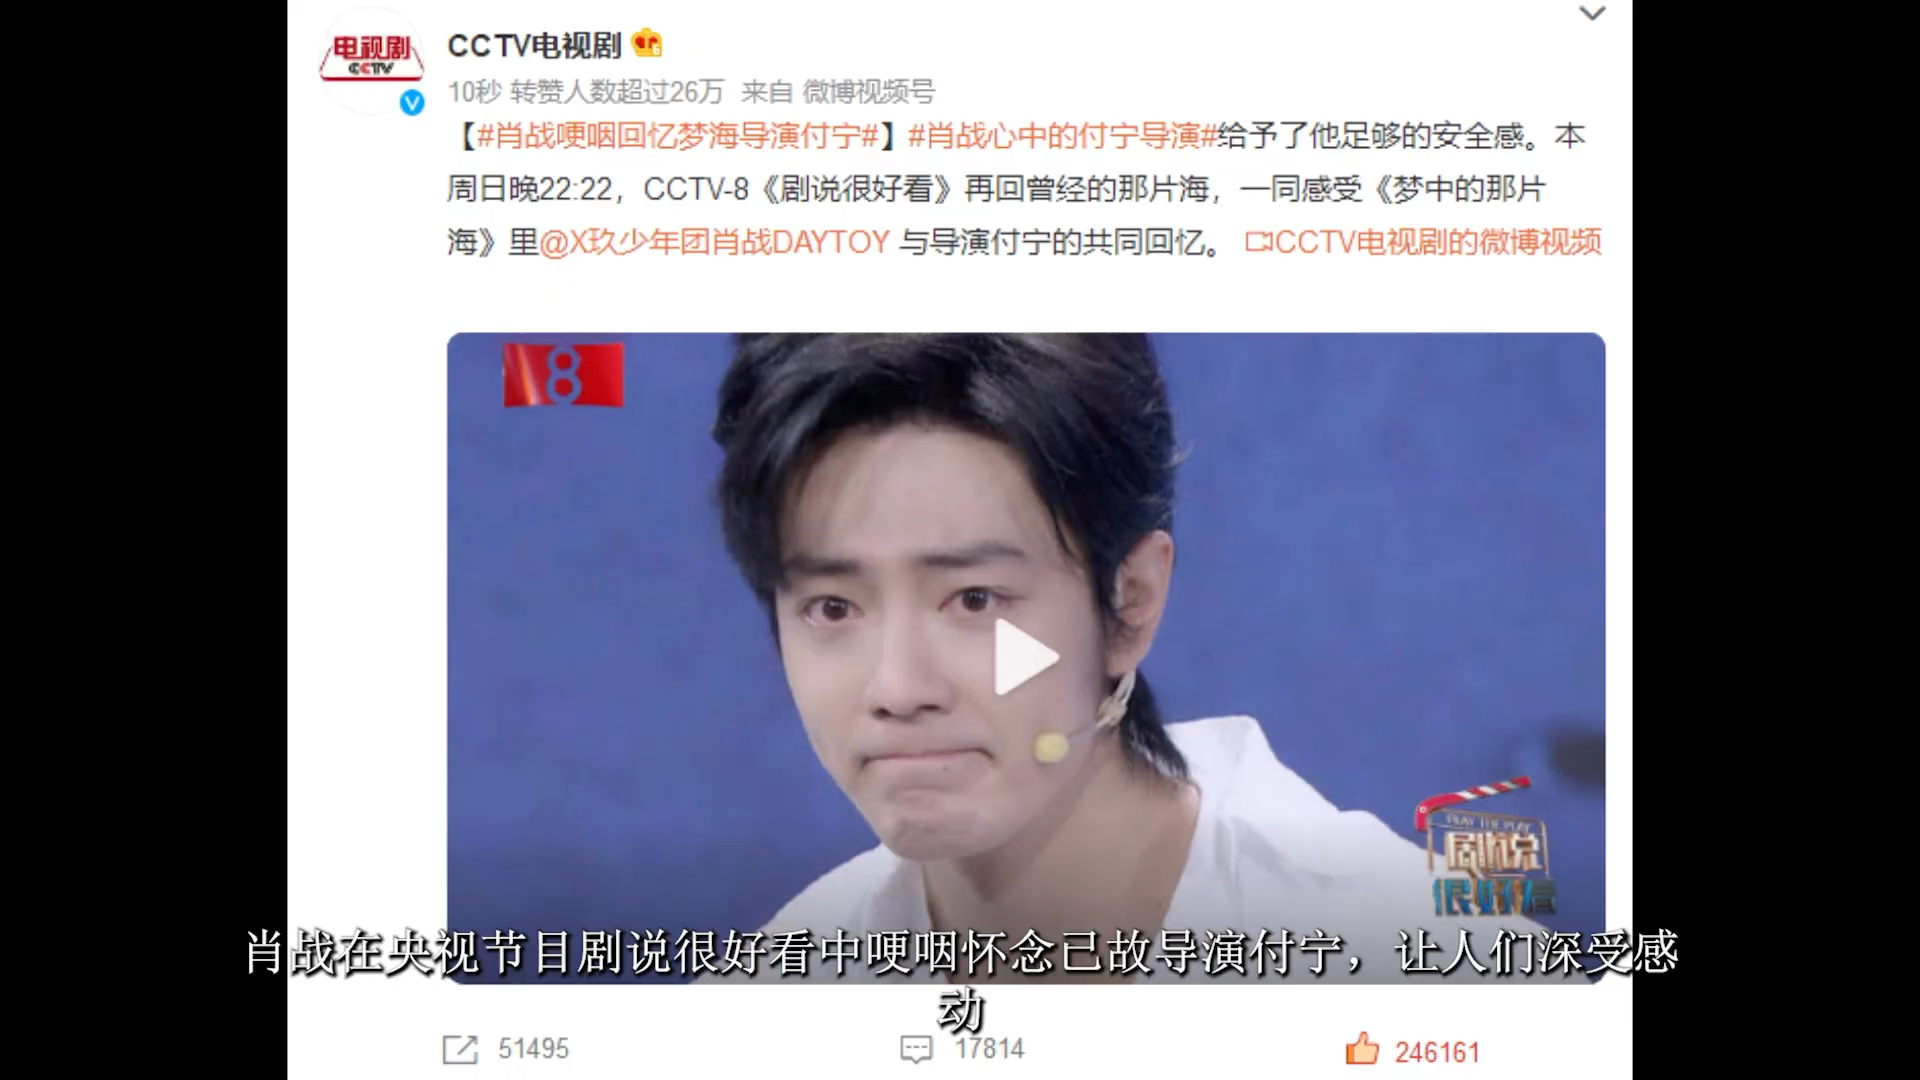 电视剧
CCTV
CCTV电视剧
10秒 转赞人数超过26万 来自 微博视频号
【#肖战哽咽回忆梦海导演付宁#】#肖战心中的付宁导演#给予了他足够的安全感。本
周日晚22:22，CCTV-8《剧说很好看》再回曾经的那片海，一同感受《梦中的那片
海》里@X玖少年团肖战DAYTOY 与导演付宁的共同回忆。 CCTV电视剧的微博视频
8
PLAY THE PLAY
剧说
很好看
肖战在央视节目剧说很好看中哽咽怀念已故导演付宁，让人们深受感
动
51495
17814
246161